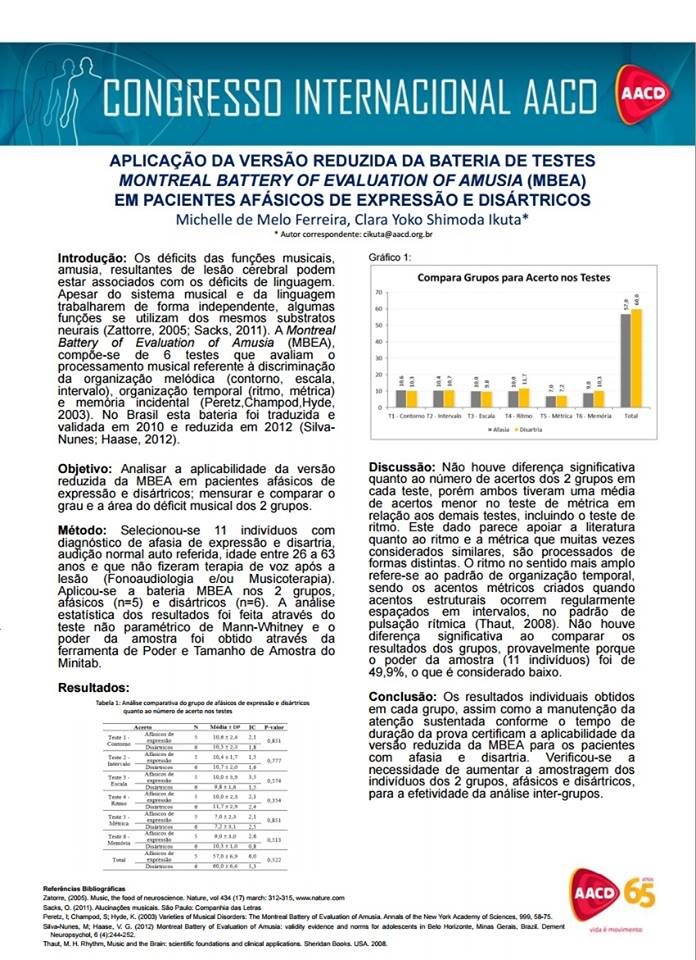 CONGRESSO INTERNACIONAL AACD
AACD
APLICAÇÃO DA VERSÃO REDUZIDA DA BATERIA DE TESTES
MONTREAL BATTERY OF EVALUATION OF AMUSIA (MBEA)
EM PACIENTES AFÁSICOS DE EXPRESSÃO E DISÁRTRICOS
Michelle de Melo Ferreira, Clara Yoko Shimoda Ikuta*
* Autor correspondente: cikuta@aacd.org.br
Introdução: Os déficits das funções musicais,
amusia, resultantes de lesão cerebral podem
estar associados com os déficits de linguagem.
Apesar do sistema musical e da linguagem
trabalharem de forma independente, algumas
funções se utilizam dos mesmos substratos
neurais (Zattorre, 2005; Sacks, 2011). A Montreal
Battery of Evaluation of Amusia (MBEA),
compõe-se de 6 testes que avaliam o
processamento musical referente à discriminação
da organização melódica (contorno, escala,
intervalo), organização temporal (ritmo, métrica)
e memória incidental (Peretz,Champod,Hyde,
2003). No Brasil esta bateria foi traduzida e
validada em 2010 e reduzida em 2012 (Silva-
Nunes; Haase, 2012).
Objetivo: Analisar a aplicabilidade da versão
reduzida da MBEA em pacientes afásicos de
expressão e disártricos; mensurar e comparar o
grau e a área do déficit musical dos 2 grupos.
Método: Selecionou-se 11 indivíduos com
diagnóstico de afasia de expressão e disartria,
audição normal auto referida, idade entre 26 a 63
anos e que não fizeram terapia de voz após a
lesão (Fonoaudiologia e/ou Musicoterapia).
Aplicou-se a bateria MBEA nos 2 grupos,
afásicos (n=5) e disártricos (n=6). A análise
estatística dos resultados foi feita através do
teste não paramétrico de Mann-Whitney e o
poder da amostra foi obtido através da
ferramenta de Poder e Tamanho de Amostra do
Minitab.
Resultados:
Tabela 1: Análise comparativa do grupo de afásicos de expressão e disártricos
quanto ao número de acerto nos testes
Acerto N Média ± DP IC P-valor
Teste 1 - Contorno Afásicos de expressão 5 10,6 ± 2,4 2,1 0,851
Disártricos 6 10,3 ± 2,3 1,8
Teste 2 - Intervalo Afásicos de expressão 5 10,4 ± 1,7 1,5 0,777
Disártricos 6 10,7 ± 2,0 1,6
Teste 3 - Escala Afásicos de expressão 5 10,0 ± 3,9 3,5 0,574
Disártricos 6 9,8 ± 1,8 1,5
Teste 4 - Ritmo Afásicos de expressão 5 10,0 ± 2,3 2,1 0,354
Disártricos 6 11,7 ± 2,9 2,4
Teste 5 - Métrica Afásicos de expressão 5 7,0 ± 2,3 2,1 0,851
Disártricos 6 7,2 ± 3,1 2,5
Teste 6 - Memória Afásicos de expressão 5 9,0 ± 3,0 2,6 0,513
Disártricos 6 10,3 ± 1,0 0,8
Total Afásicos de expressão 5 57,0 ± 6,9 6,0 0,522
Disártricos 6 60,0 ± 6,6
Gráfico 1:
Compara Grupos para Acerto nos Testes
70
60
50
40
30
20
10
0
10,6 10,3 10,4 10,7 10,0 9,8 10,0 11,7 7,0 7,2 9,0 10,3 57,0 60,0
T1 - Contorno T2 - Intervalo T3 - Escala T4 - Ritmo T5 - Métrica T6 - Memória Total
Afasia Disartria
Discussão: Não houve diferença significativa
quanto ao número de acertos dos 2 grupos em
cada teste, porém ambos tiveram uma média
de acertos menor no teste de métrica em
relação aos demais testes, incluindo o teste de
ritmo. Este dado parece apoiar a literatura
quanto ao ritmo e a métrica que muitas vezes
considerados similares, são processados de
formas distintas. O ritmo no sentido mais amplo
refere-se ao padrão de organização temporal,
sendo os acentos métricos criados quando
acentos estruturais ocorrem regularmente
espaçados em intervalos, no padrão de
pulsação rítmica (Thaut, 2008). Não houve
diferença significativa ao comparar os
resultados dos grupos, provavelmente porque
o poder da amostra (11 indivíduos) foi de
49,9%, o que é considerado baixo.
Conclusão: Os resultados individuais obtidos
em cada grupo, assim como a manutenção da
atenção sustentada conforme o tempo de
duração da prova certificam a aplicabilidade da
versão reduzida da MBEA para os pacientes
com afasia e disartria. Verificou-se a
necessidade de aumentar a amostragem dos
indivíduos dos 2 grupos, afásicos e disártricos,
para a efetividade da análise inter-grupos.
Referências Bibliográficas
Zatorre, (2005). Music, the food of neuroscience. Nature, vol 434 (17) march: 312-315, www.nature.com
Sacks, O. (2011). Alucinações musicais. São Paulo: Companhia das Letras
Peretz, I; Champod, S; Hyde, K. (2003) Varieties of Musical Disorders: The Montreal Battery of Evaluation of Amusia. Annals of the New York Academy of Sciences, 999, 58-75.
Silva-Nunes, M; Haase, V. G. (2012) Montreal Battery of Evaluation of Amusia: validity evidence and norms for adolescents in Belo Horizonte, Minas Gerais, Brazil. Dement
Neuropsychol, 6 (4):244-252.
Thaut, M. H. Rhythm, Music and the Brain: scientific foundations and clinical applications. Sheridan Books. USA. 2008.
AACD 65 anos
vida é movimento